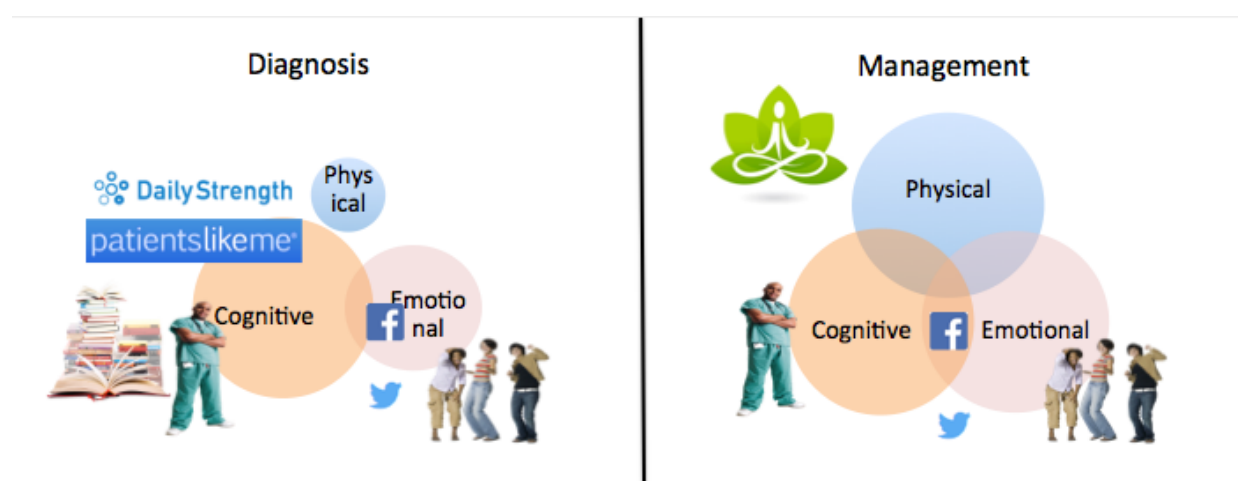 Diagnosis
Phys
ical
DailyStrength
patientslikeme®
Cognitive
Emotio
nal
f
Management
Physical
Cognitive
f
Emotional